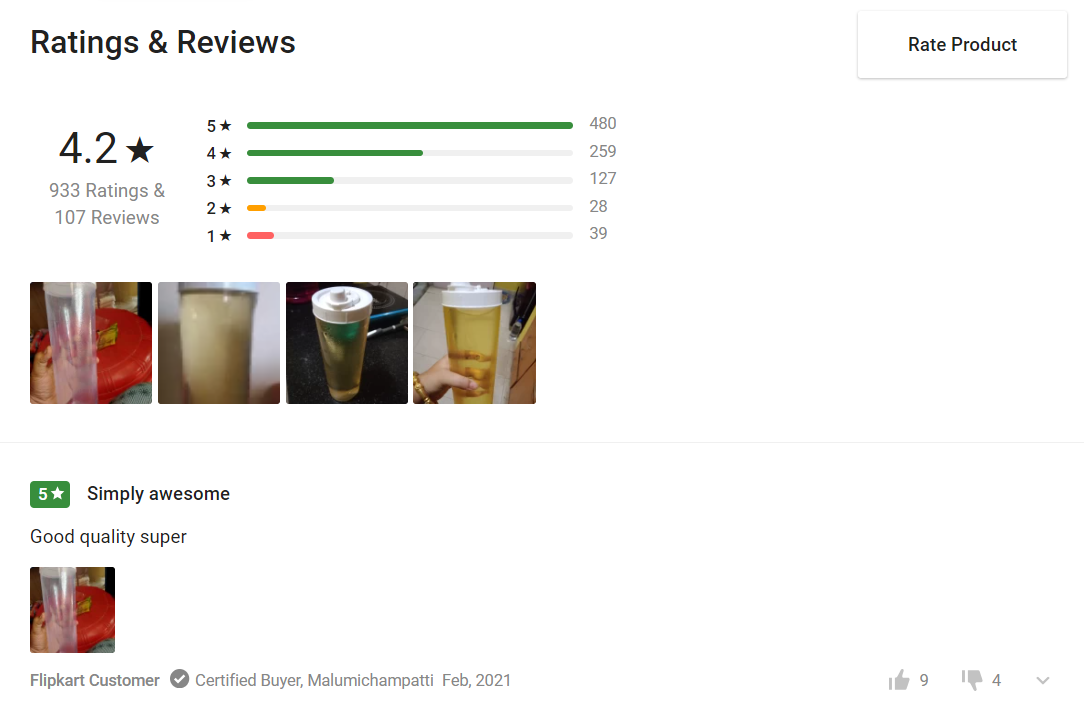 Ratings & Reviews
Rate Product
4.2★
933 Ratings &
107 Reviews
5★ 480
4★ 259
3★ 127
2★ 28
1★ 39
5★ Simply awesome
Good quality super
Flipkart Customer Certified Buyer, Malumichampatti Feb, 2021
9 4